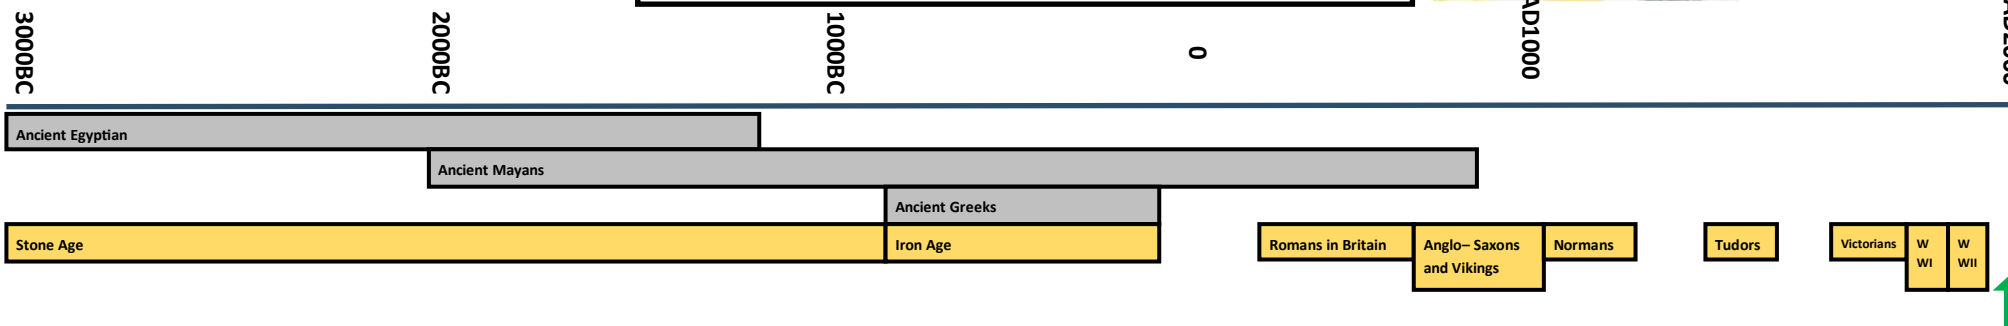 3000BC
2000BC
1000BC
0
AD1000
Ancient Egyptian
Ancient Mayans
Ancient Greeks
Stone Age
Iron Age
Romans in Britain
Anglo– Saxons
and Vikings
Normans
Tudors
Victorians
W
WI
W
WII